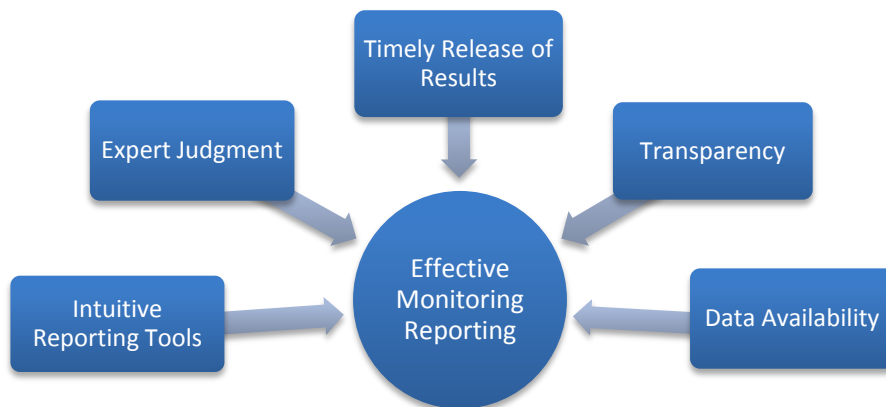 Timely Release of
Results
Expert Judgment
Transparency
Effective
Monitoring
Reporting
Intuitive
Reporting Tools
Data Availability